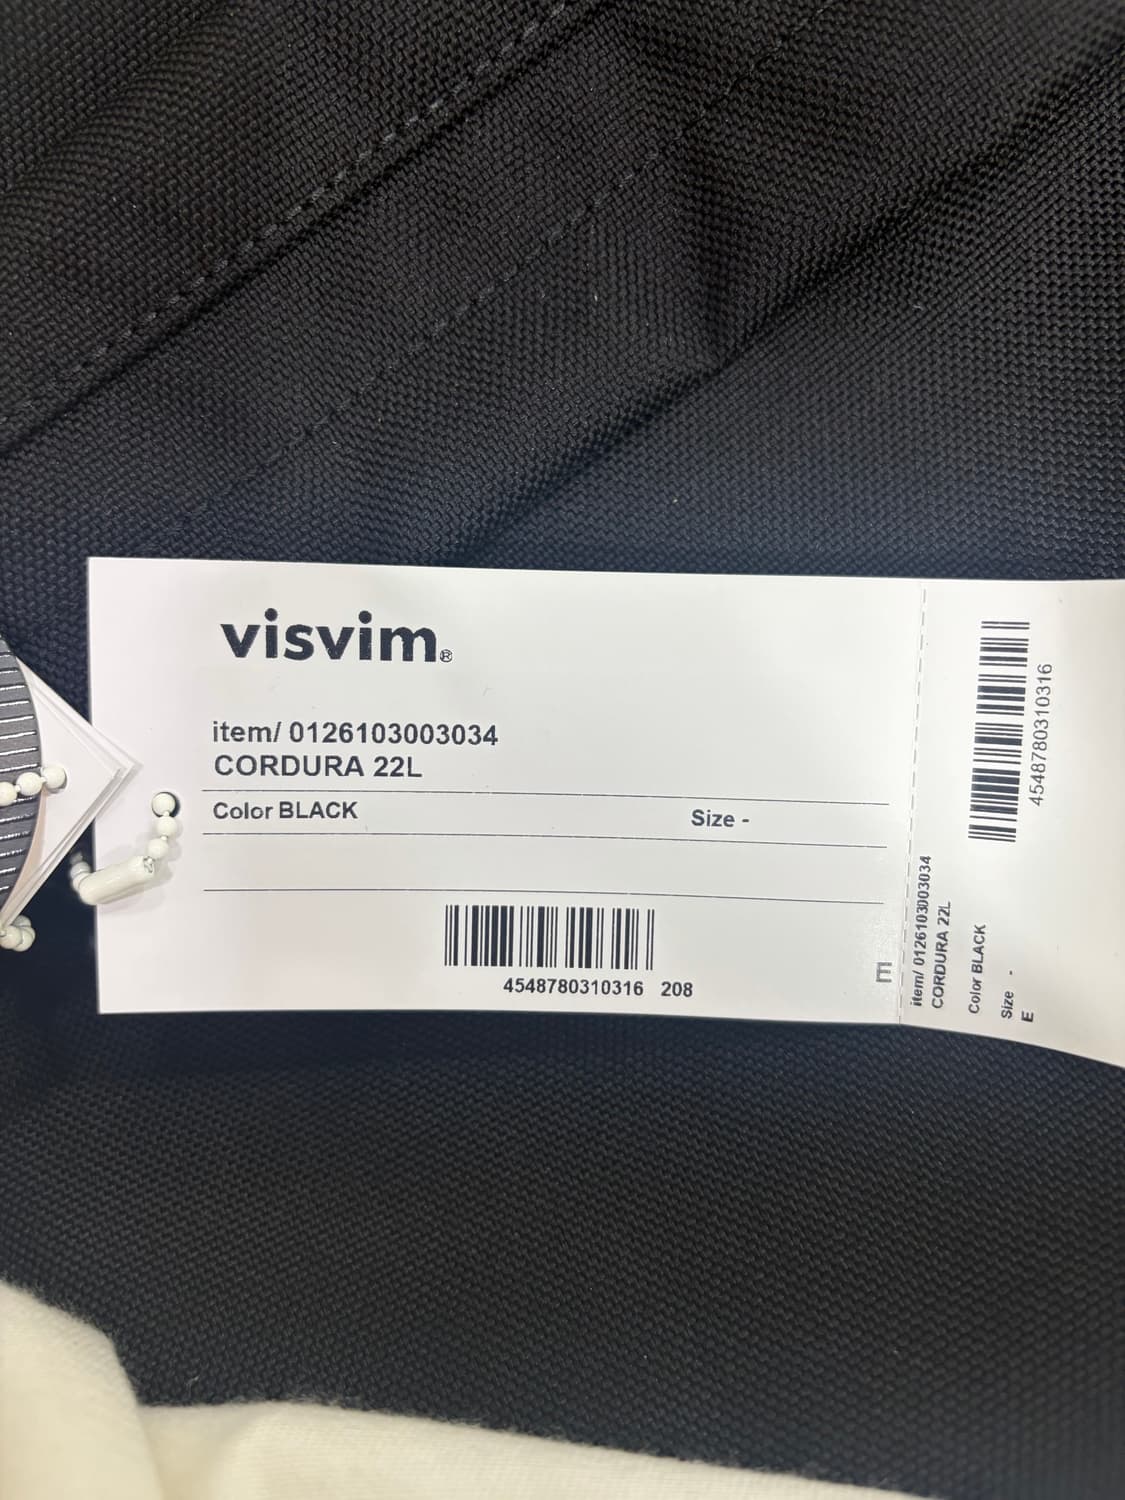 visvim®
item/ 0126103003034
CORDURA 22L
Color BLACK Size -
4548780310316 208
E
item/ 0126103003034
CORDURA 22L
Color BLACK
Size -
E
4548780310316